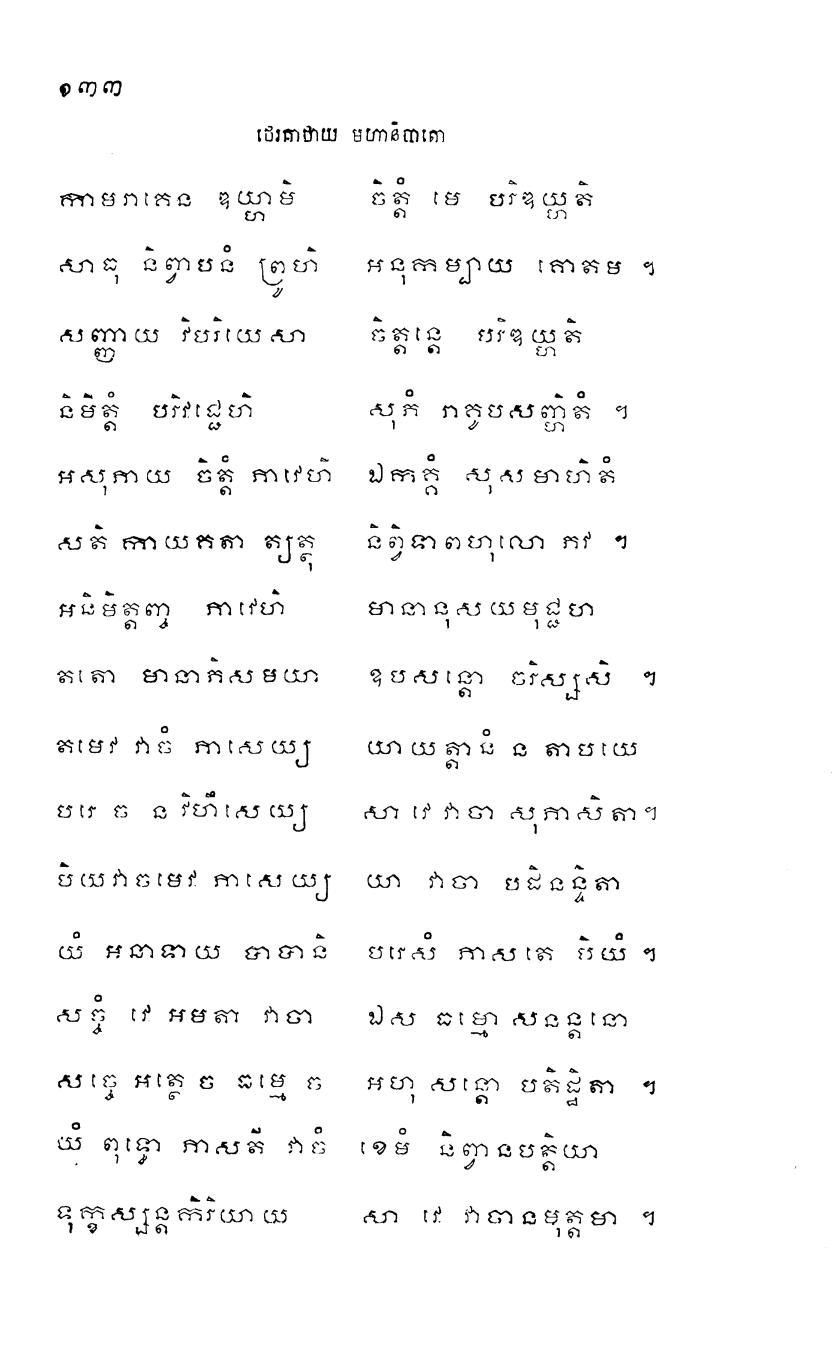 ១៣៣
ថេរគាថាយ មហានិបាតោ
កាមរាគេន ឌយ្ហាមិ ចិត្តំ មេ បរិឌយ្ហតិ
សាធុ និព្វាបនំ ព្រូហិ អនុកម្បាយ គោតម ។
សញ្ញាយ វិបរិយេសា ចិត្តន្តេ បរិឌយ្ហតិ
និមិត្តំ បរិវជ្ជេហិ សុភំ រាគូបសញ្ហិតំ ។
អសុភាយ ចិត្តំ ភាវេហិ ឯកគ្គំ សុសមាហិតំ
សតិ កាយគតា ត្យត្ថុ និព្វិទាពហុលោ ភវ ។
អនិមិត្តញ្ច ភាវេហិ មានានុសយមុជ្ជហ
តតោ មានាភិសមយា ឧបសន្តោ ចរិស្សសិ ។
តមេវ វាចំ ភាសេយ្យ យាយត្តានំ ន តាបយេ
បរេ ច ន វិហឹសេយ្យ សា វេ វាចា សុភាសិតា។
បិយវាចមេវ ភាសេយ្យ យា វាចា បដិនន្ទិតា
យំ អនាទាយ បាបានិ បរេសំ ភាសតេ បិយំ ។
សច្ចំ វេ អមតា វាចា ឯស ធម្មោ សនន្តនោ
សច្ចេ អត្ថេ ច ធម្មេ ច អហុ សន្តោ បតិដ្ឋិតា ។
យំ ពុទ្ធោ ភាសតី វាចំ ខេមំ និព្វានបត្តិយា
ទុក្ខស្សន្តកិរិយាយ សា វេ វាចានមុត្តមា ។